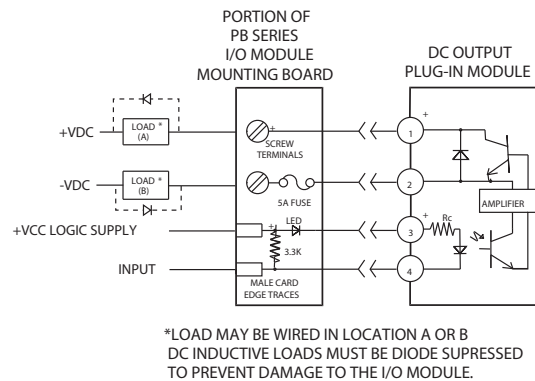 PORTION OF
PB SERIES
I/O MODULE
MOUNTING BOARD
DC OUTPUT
PLUG-IN MODULE
LOAD *
(A)
+VDC
+
SCREW
TERMINALS
+
1
LOAD *
(B)
-VDC
5A FUSE
2
AMPLIFIER
+VCC LOGIC SUPPLY
+
LED
3.3K
+
3
Rc
INPUT
MALE CARD
EDGE TRACES
4
*LOAD MAY BE WIRED IN LOCATION A OR B
DC INDUCTIVE LOADS MUST BE DIODE SUPRESSED
TO PREVENT DAMAGE TO THE I/O MODULE.